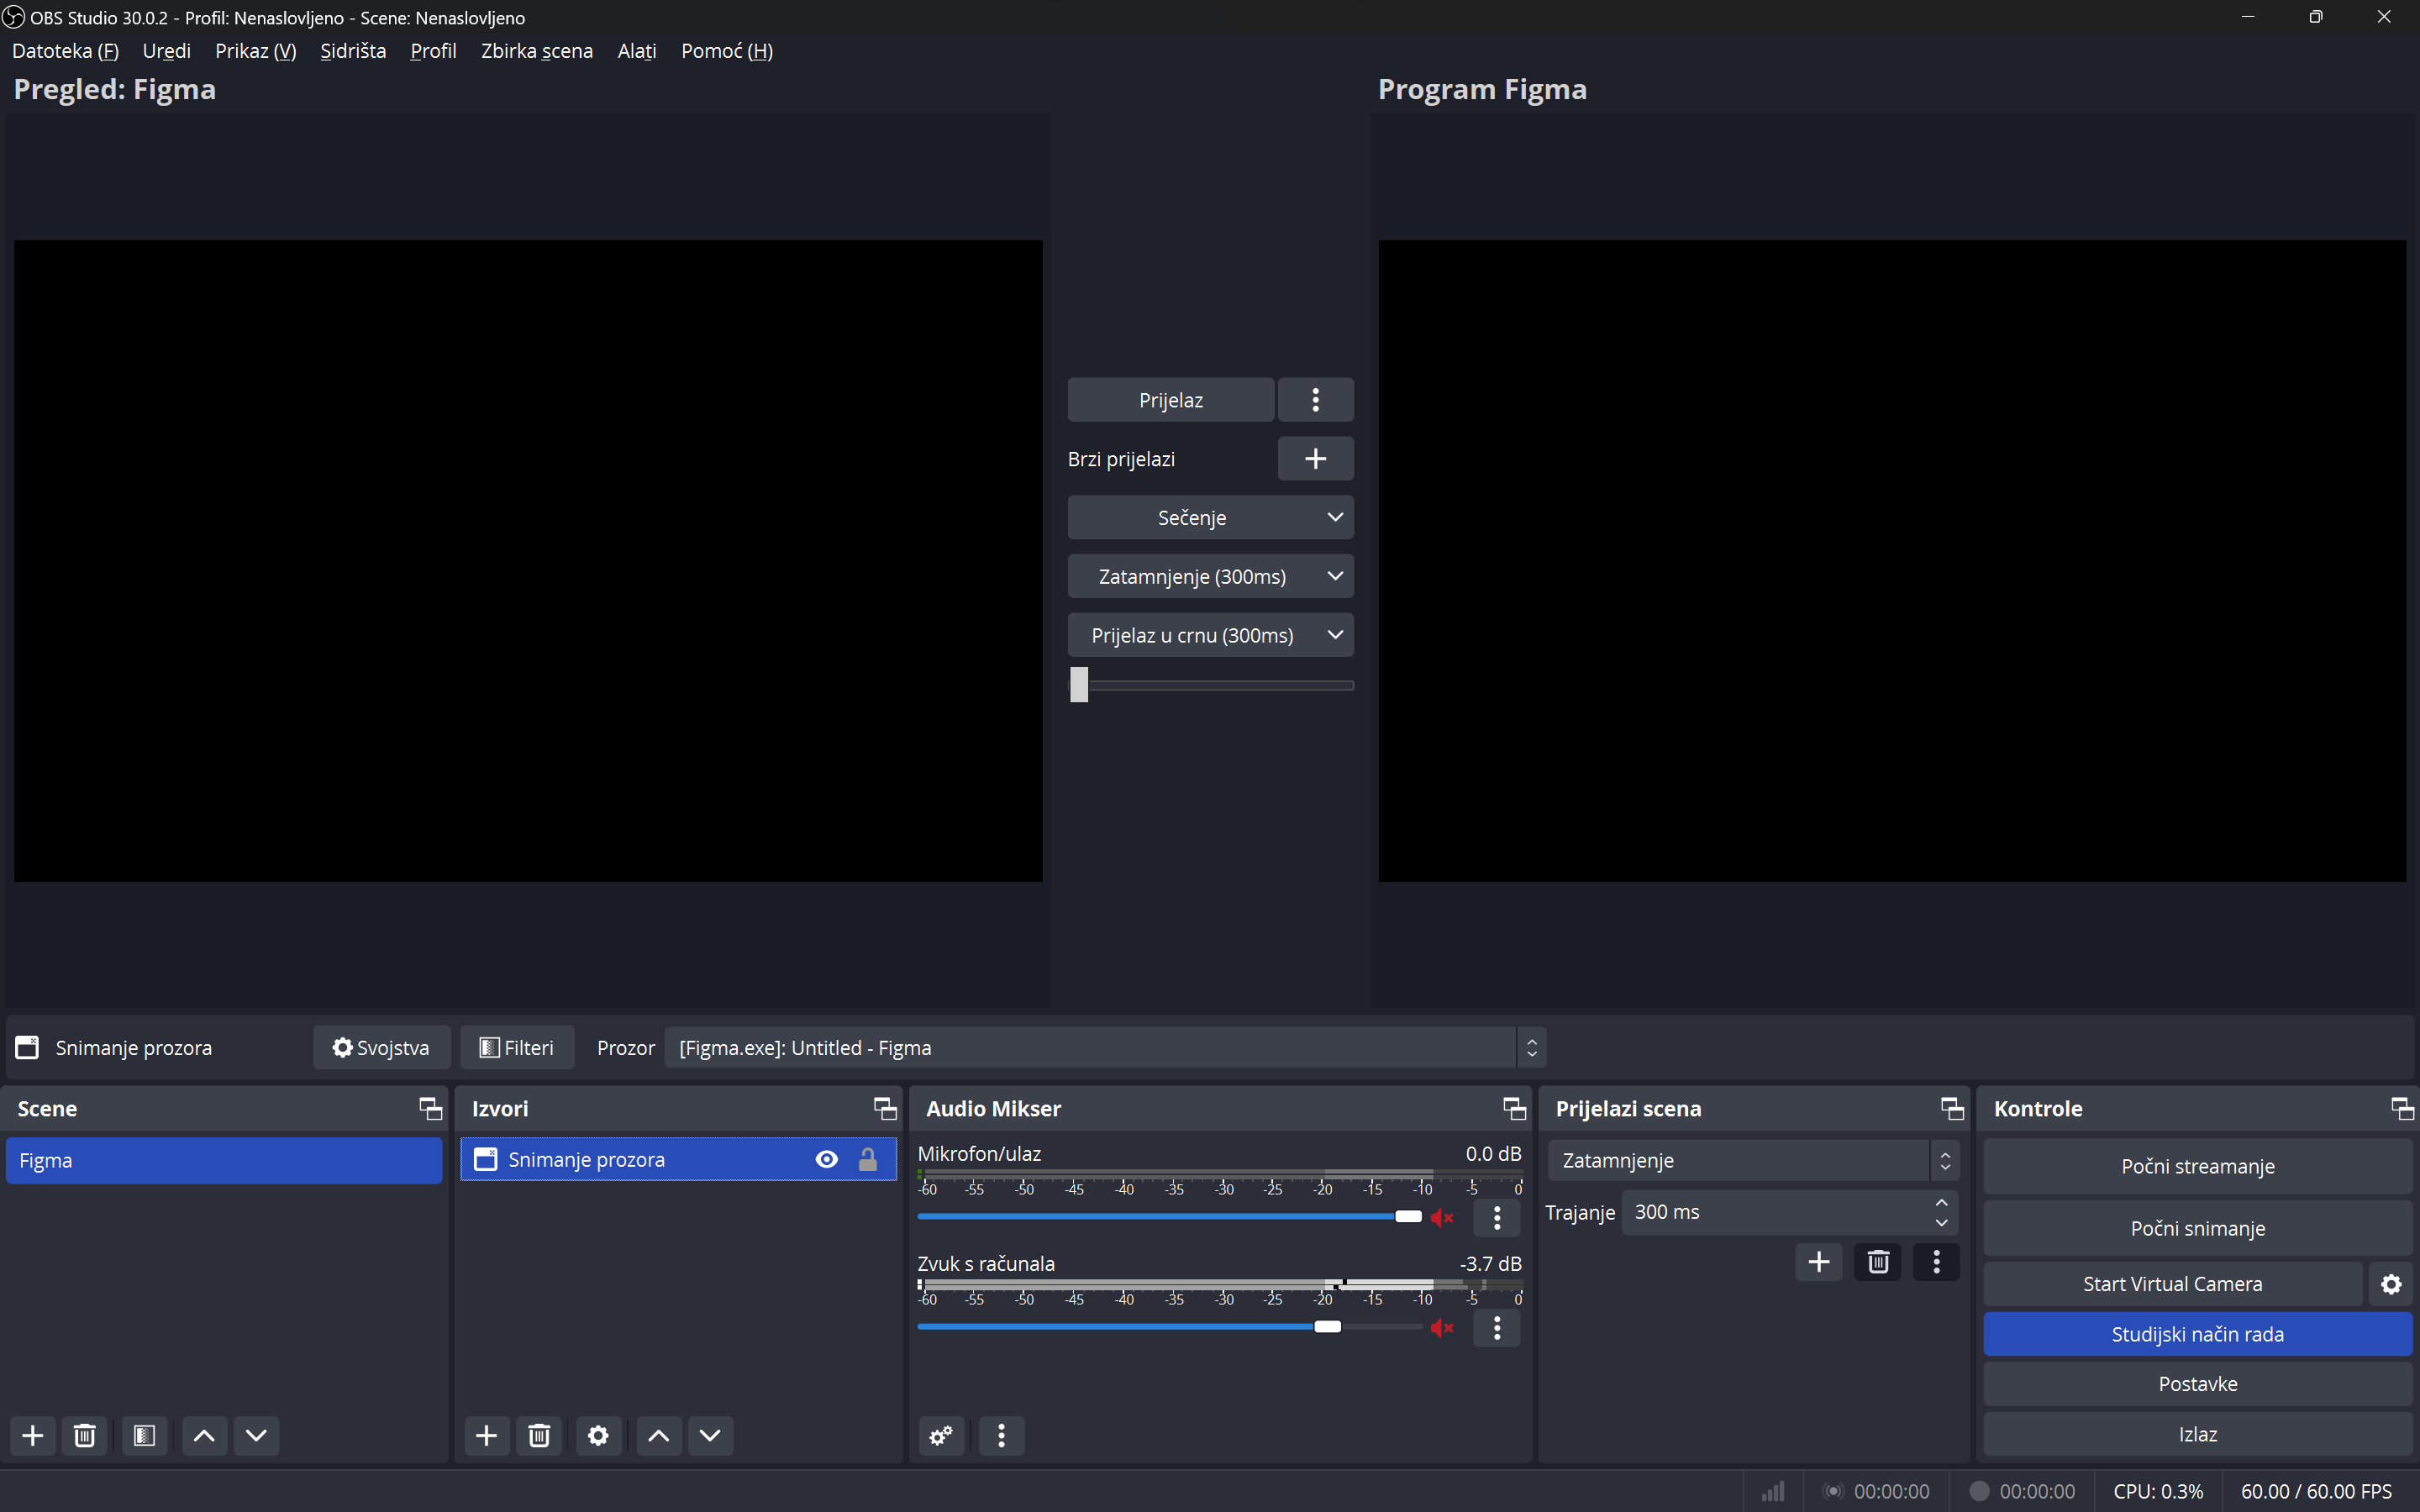 OBS Studio 30.0.2 - Profil: Nenaslovljeno - Scene: Nenaslovljeno
Datoteka (F) Uredi Prikaz (V) Sidrišta Profil Zbirka scena Alati Pomoć (H)
Pregled: Figma
Program Figma
Prijelaz
Brzi prijelazi
Sečenje
Zatamnjenje (300ms)
Prijelaz u crnu (300ms)
Snimanje prozora Svojstva Filteri Prozor [Figma.exe]: Untitled - Figma
Scene
Figma
Izvori
Snimanje prozora
Audio Mikser
Mikrofon/ulaz 0.0 dB
-60 -55 -50 -45 -40 -35 -30 -25 -20 -15 -10 -5 0
Zvuk s računala -3.7 dB
-60 -55 -50 -45 -40 -35 -30 -25 -20 -15 -10 -5 0
Prijelazi scena
Zatamnjenje
Trajanje 300 ms
Kontrole
Počni streamanje
Počni snimanje
Start Virtual Camera
Studijski način rada
Postavke
Izlaz
00:00:00 00:00:00 CPU: 0.3% 60.00 / 60.00 FPS